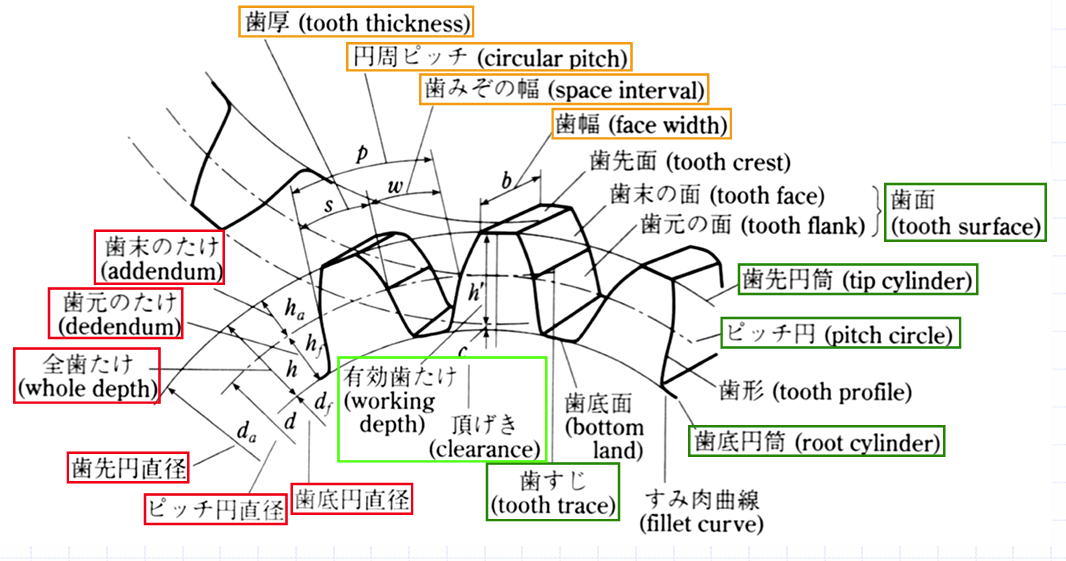 歯厚 (tooth thickness)
円周ピッチ (circular pitch)
歯みぞの幅 (space interval)
歯幅 (face width)
歯先面 (tooth crest)
歯末の面 (tooth face)
歯元の面 (tooth flank)
歯面
(tooth surface)
p
w
s
b
歯末のたけ
(addendum)
歯元のたけ
(dedendum)
全歯たけ
(whole depth)
歯先円筒 (tip cylinder)
ピッチ円 (pitch circle)
歯形 (tooth profile)
歯底円筒 (root cylinder)
hₐ
h_f
h
h′
c
dₐ
d
d_f
有効歯たけ
(working
depth)
頂げき
(clearance)
歯底面
(bottom
land)
歯先円直径
ピッチ円直径
歯底円直径
歯すじ
(tooth trace)
すみ肉曲線
(fillet curve)